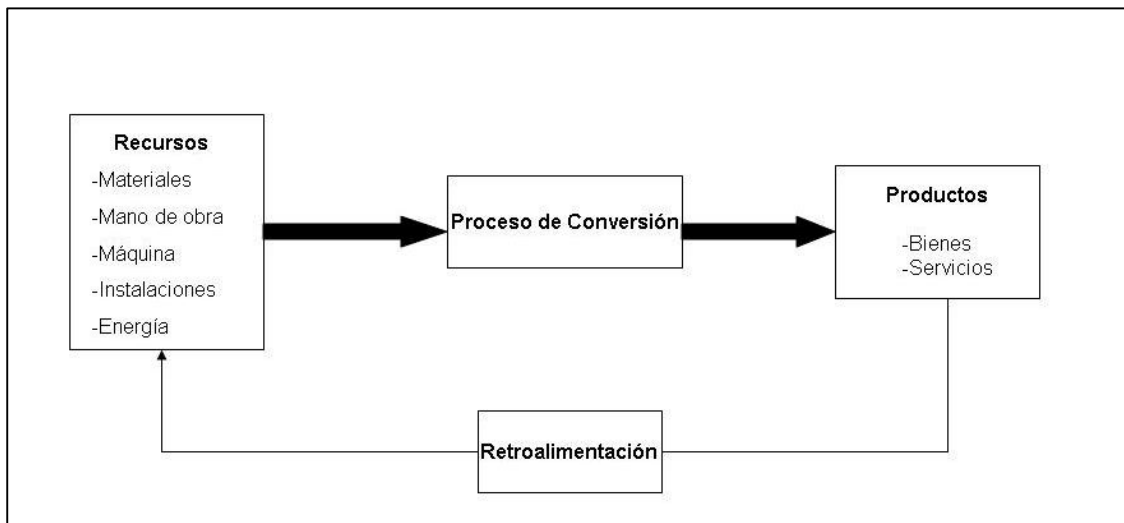 Recursos
-Materiales
-Mano de obra
-Máquina
-Instalaciones
-Energía
Proceso de Conversión
Productos
-Bienes
-Servicios
Retroalimentación